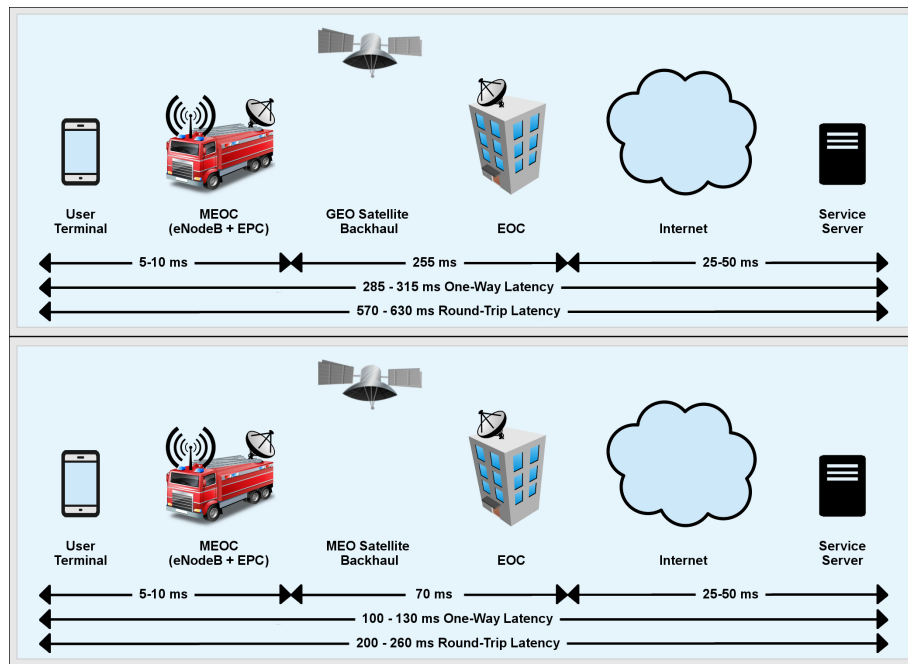 User
Terminal
MEOC
(eNodeB + EPC)
GEO Satellite
Backhaul
EOC
Internet
Service
Server
5-10 ms
255 ms
25-50 ms
285 - 315 ms One-Way Latency
570 - 630 ms Round-Trip Latency
User
Terminal
MEOC
(eNodeB + EPC)
MEO Satellite
Backhaul
EOC
Internet
Service
Server
5-10 ms
70 ms
25-50 ms
100 - 130 ms One-Way Latency
200 - 260 ms Round-Trip Latency